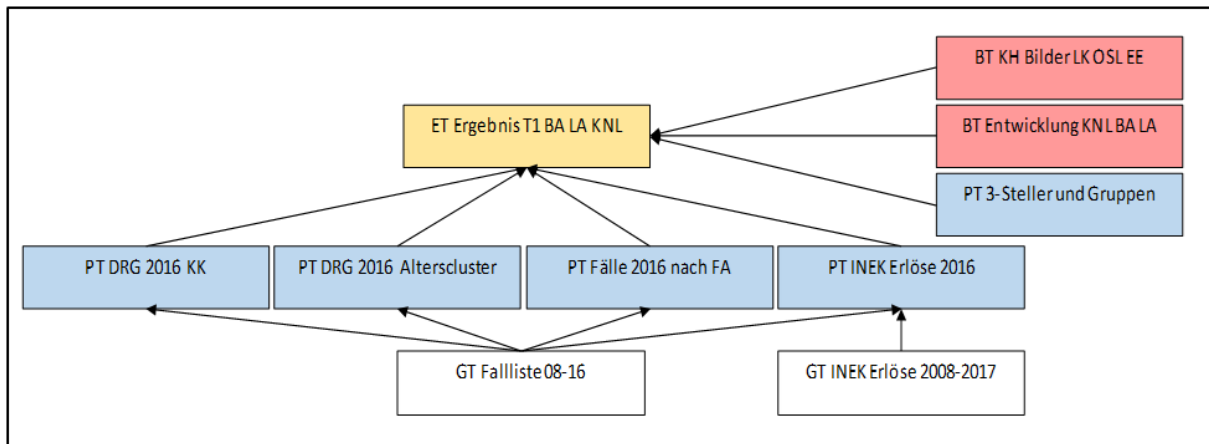 BT KH Bilder LK OSL EE
ET Ergebnis T1 BA LA KNL
BT Entwicklung KNL BA LA
PT 3-Steller und Gruppen
PT DRG 2016 KK
PT DRG 2016 Alterscluster
PT Fälle 2016 nach FA
PT INEK Erlöse 2016
GT Fallliste 08-16
GT INEK Erlöse 2008-2017